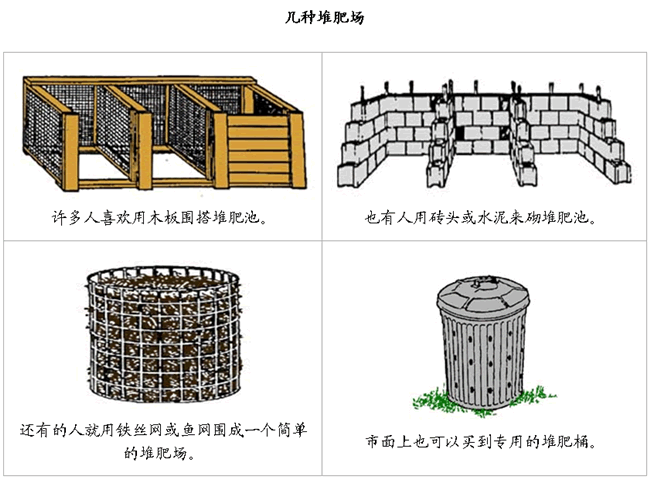 几种堆肥场
许多人喜欢用木板围搭堆肥池。
也有人用砖头或水泥来砌堆肥池。
还有的人就用铁丝网或鱼网围成一个简单
的堆肥场。
市面上也可以买到专用的堆肥桶。